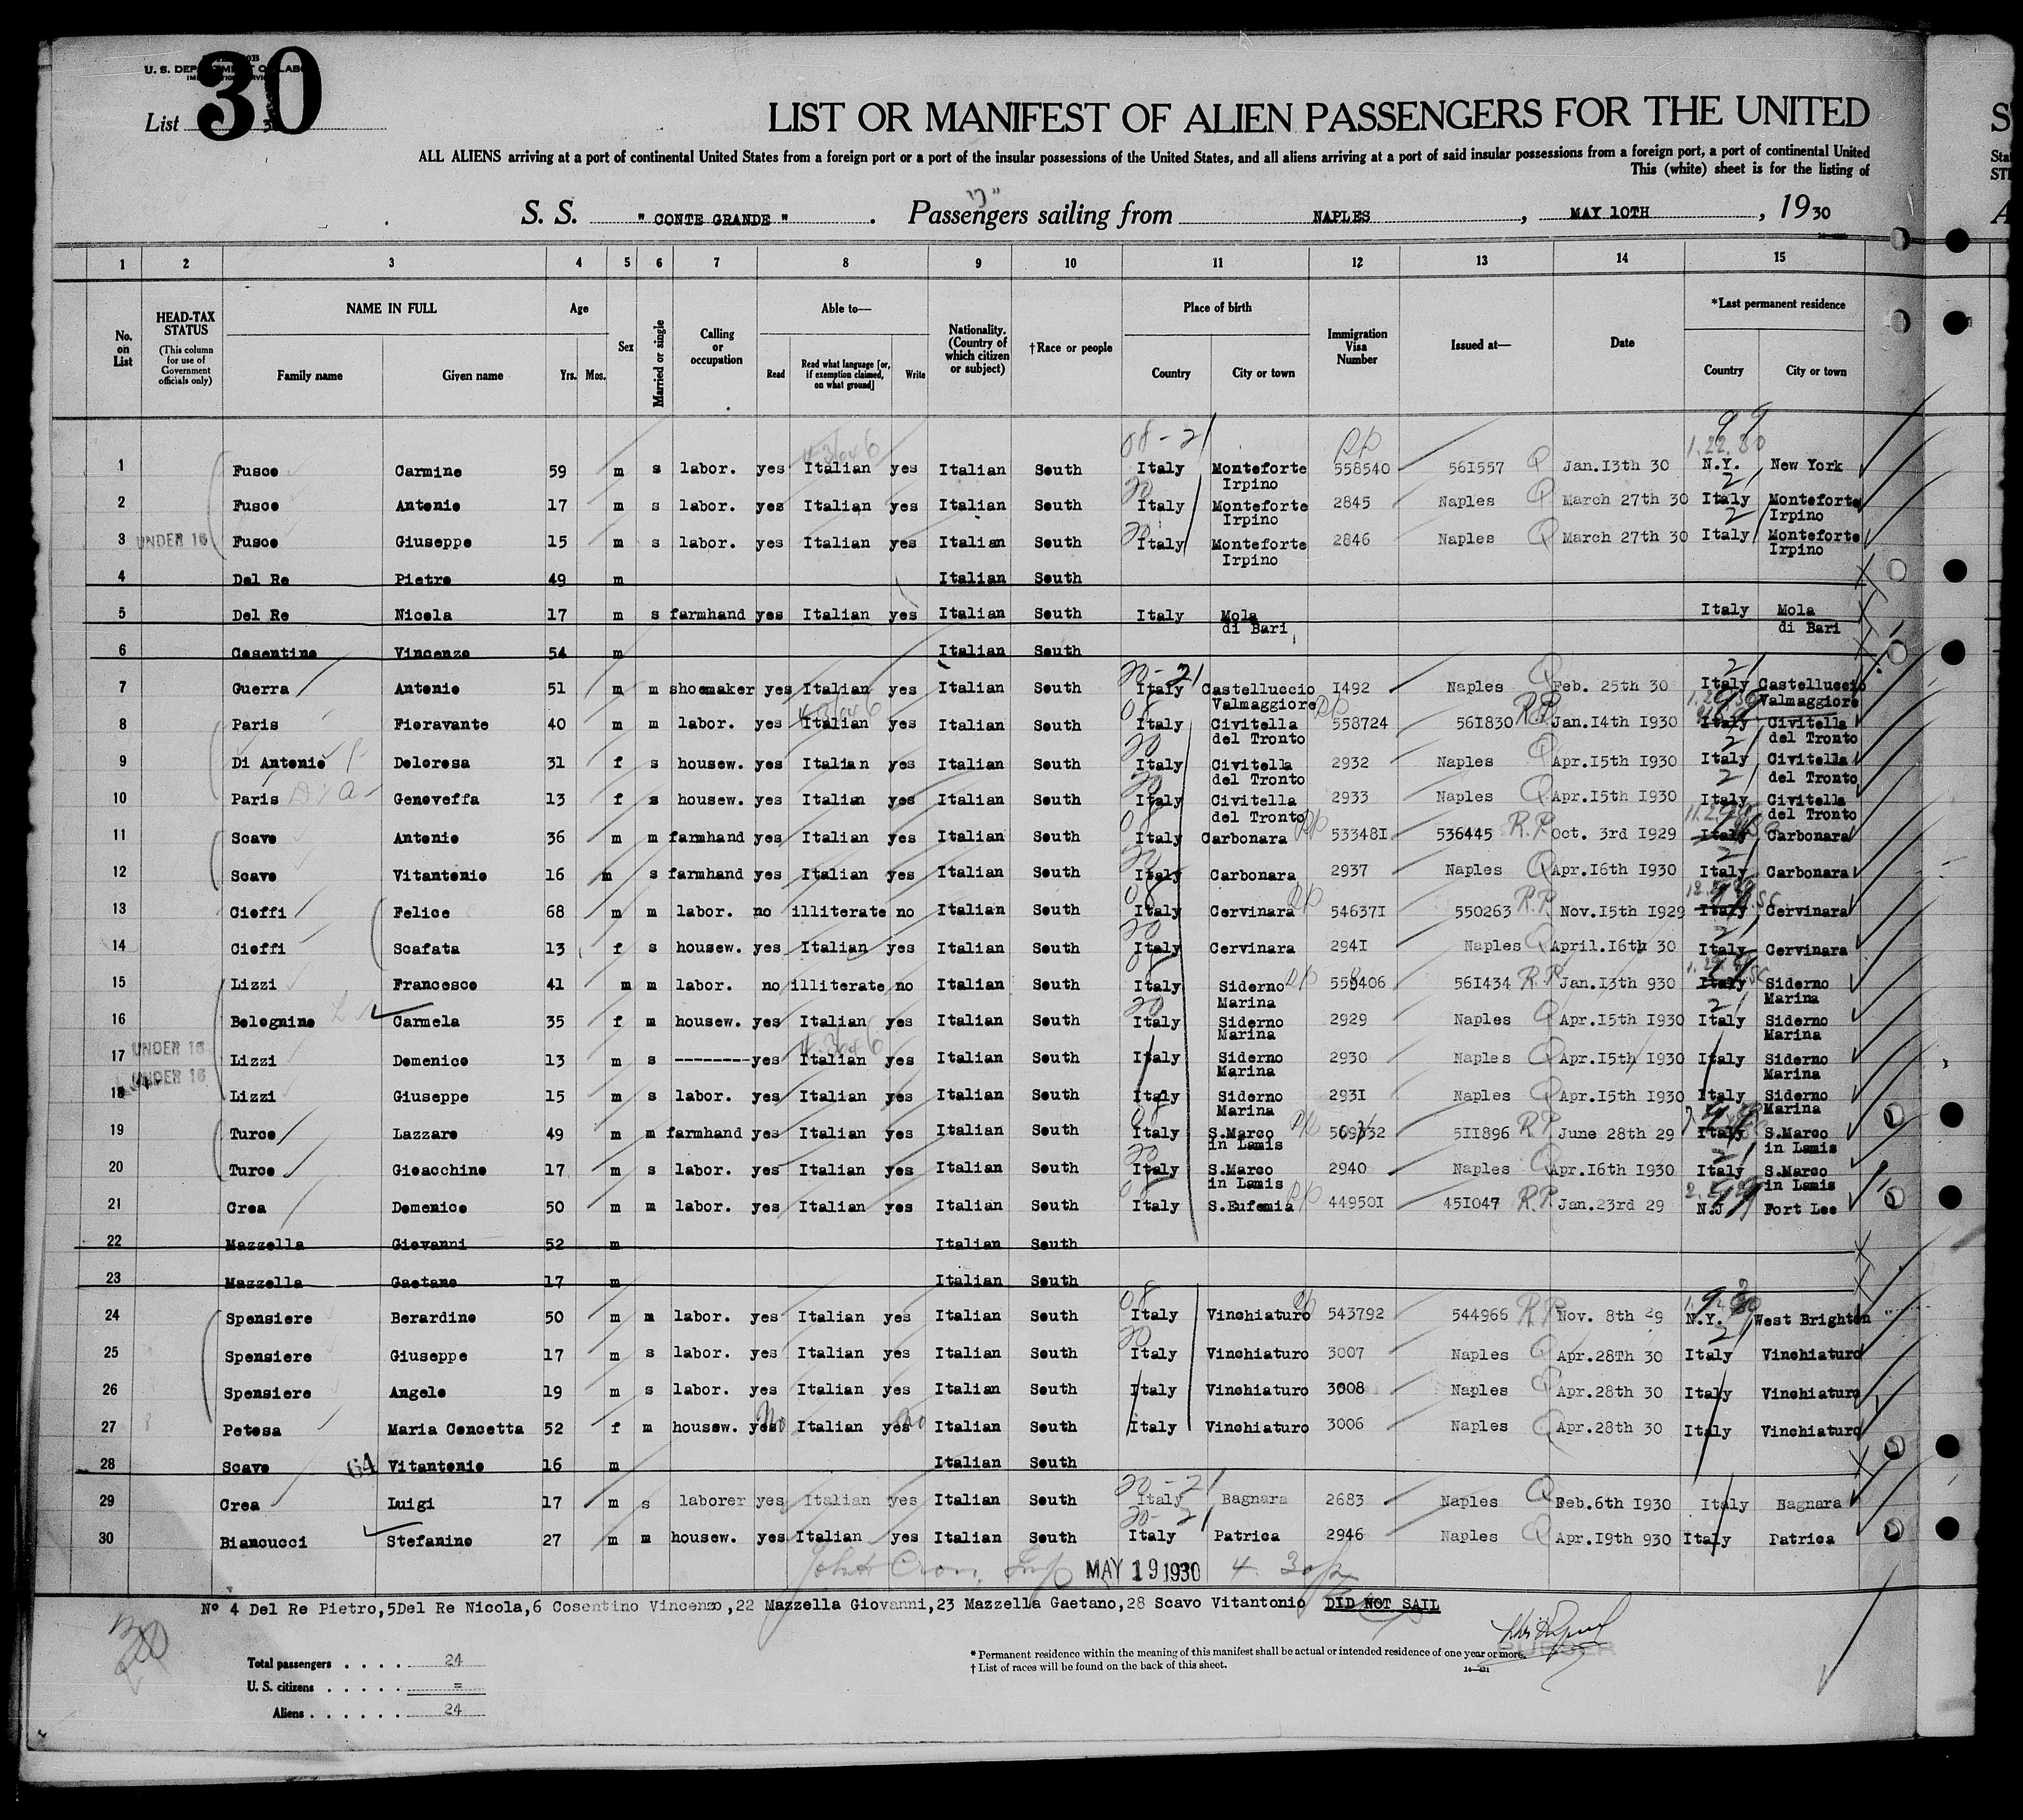 30
U. S. DEPARTMENT OF LABOR
List
LIST OR MANIFEST OF ALIEN PASSENGERS FOR THE UNITED
ALL ALIENS arriving at a port of continental United States from a foreign port or a port of the insular possessions of the United States, and all aliens arriving at a port of said insular possessions from a foreign port, a port of continental United
This (white) sheet is for the listing of
S. S. " CONTE GRANDE " . Passengers sailing from NAPLES , MAY 10TH , 1930
1 2 3 4 5 6 7 8 9 10 11 12 13 14 15
No. on List HEAD-TAX STATUS (This column for use of Government officials only) NAME IN FULL Family name Given name Age Yrs. Mos. Sex Married or single Calling or occupation Able to— Read Read what language [or, if exemption claimed, on what ground] Write Nationality. (Country of which citizen or subject) †Race or people Place of birth Country City or town Immigration Visa Number Issued at— Date *Last permanent residence Country City or town
1 Fusco Carmine 59 m s labor. yes Italian yes Italian South Italy Monteforte Irpino 558540 561557 Jan.13th 30 N.Y. New York
2 Fusco Antonio 17 m s labor. yes Italian yes Italian South Italy Monteforte Irpino 2845 Naples Q March 27th 30 Italy Monteforte Irpino
3 UNDER 16 Fusco Giuseppe 15 m s labor. yes Italian yes Italian South Italy Monteforte Irpino 2846 Naples Q March 27th 30 Italy Monteforte Irpino
4 Del Re Pietro 49 m Italian South
5 Del Re Nicola 17 m s farmhand yes Italian yes Italian South Italy Mola di Bari Italy Mola di Bari
6 Cosentino Vincenzo 54 m Italian South
7 Guerra Antonio 51 m m shoemaker yes Italian yes Italian South Italy Castelluccio Valmaggiore 1492 Naples Q Feb. 25th 30 Italy Castelluccio Valmaggiore
8 Paris Fioravante 40 m m labor. yes Italian yes Italian South Italy Civitella del Tronto 558724 561830 R.P. Jan.14th 1930 Italy Civitella del Tronto
9 Di Antonio Doloresa 31 f s housew. yes Italian yes Italian South Italy Civitella del Tronto 2932 Naples Q Apr.15th 1930 Italy Civitella del Tronto
10 Paris Genoveffa 13 f s housew. yes Italian yes Italian South Italy Civitella del Tronto 2933 Naples Q Apr.15th 1930 Italy Civitella del Tronto
11 Scavo Antonio 36 m m farmhand yes Italian yes Italian South Italy Carbonara 533481 536445 R.P. Oct. 3rd 1929 Italy Carbonara
12 Scavo Vitantonio 16 m s farmhand yes Italian yes Italian South Italy Carbonara 2937 Naples Q Apr.16th 1930 Italy Carbonara
13 Cioffi Felice 68 m m labor. no illiterate no Italian South Italy Cervinara 546371 550263 R.P. Nov.15th 1929 Italy Cervinara
14 Cioffi Scafata 13 f s housew. yes Italian yes Italian South Italy Cervinara 2941 Naples Q April.16th 30 Italy Cervinara
15 Lizzi Francesco 41 m m labor. no illiterate no Italian South Italy Siderno Marina 561434 R.P. Jan.13th 930 Italy Siderno Marina
16 Bolognino Carmela 35 f m housew. yes Italian yes Italian South Italy Siderno Marina 2929 Naples Q Apr.15th 1930 Italy Siderno Marina
17 UNDER 16 Lizzi Domenico 13 m s --------- yes Italian yes Italian South Italy Siderno Marina 2930 Naples Q Apr.15th 1930 Italy Siderno Marina
18 UNDER 16 Lizzi Giuseppe 15 m s labor. yes Italian yes Italian South Italy Siderno Marina 2931 Naples Q Apr.15th 1930 Italy Siderno Marina
19 Turco Lazzaro 49 m m farmhand yes Italian yes Italian South Italy S.Marco in Lamis 511896 R.P. June 28th 29 Italy S.Marco in Lamis
20 Turco Gioacchino 17 m s labor. yes Italian yes Italian South Italy S.Marco in Lamis 2940 Naples Q Apr.16th 1930 Italy S.Marco in Lamis
21 Crea Domenico 50 m m labor. yes Italian yes Italian South Italy S.Eufemia 449501 451047 R.P. Jan.23rd 29 N.J. Fort Lee
22 Mazzella Giovanni 52 m Italian South
23 Mazzella Gaetano 17 m Italian South
24 Spensiero Berardino 50 m m labor. yes Italian yes Italian South Italy Vinchiaturo 543792 544966 R.P. Nov. 8th 29 N.Y. West Brighton
25 Spensiero Giuseppe 17 m s labor. yes Italian yes Italian South Italy Vinchiaturo 3007 Naples Q Apr.28Th 30 Italy Vinchiaturo
26 Spensiero Angelo 19 m s labor. yes Italian yes Italian South Italy Vinchiaturo 3008 Naples Q Apr.28th 30 Italy Vinchiaturo
27 Petosa Maria Concetta 52 f m housew. yes No Italian yes No Italian South Italy Vinchiaturo 3006 Naples Q Apr.28th 30 Italy Vinchiaturo
28 Scavo 64 Vitantonio 16 m Italian South
29 Crea Luigi 17 m s laborer yes Italian yes Italian South Italy Bagnara 2683 Naples Q Feb.6th 1930 Italy Bagnara
30 Biancucci Stefanino 27 m m housew. yes Italian yes Italian South Italy Patrica 2946 Naples Q Apr.19th 930 Italy Patrica
MAY 19 1930
Nº 4 Del Re Pietro,5Del Re Nicola,6 Cosentino Vincenzo,22 Mazzella Giovanni,23 Mazzella Gaetano,28 Scavo Vitantonio DID NOT SAIL
PURSER
* Permanent residence within the meaning of this manifest shall be actual or intended residence of one year or more.
† List of races will be found on the back of this sheet.
Total passengers . . . . 24
U. S. citizens . . . . . =
Aliens . . . . . . 24